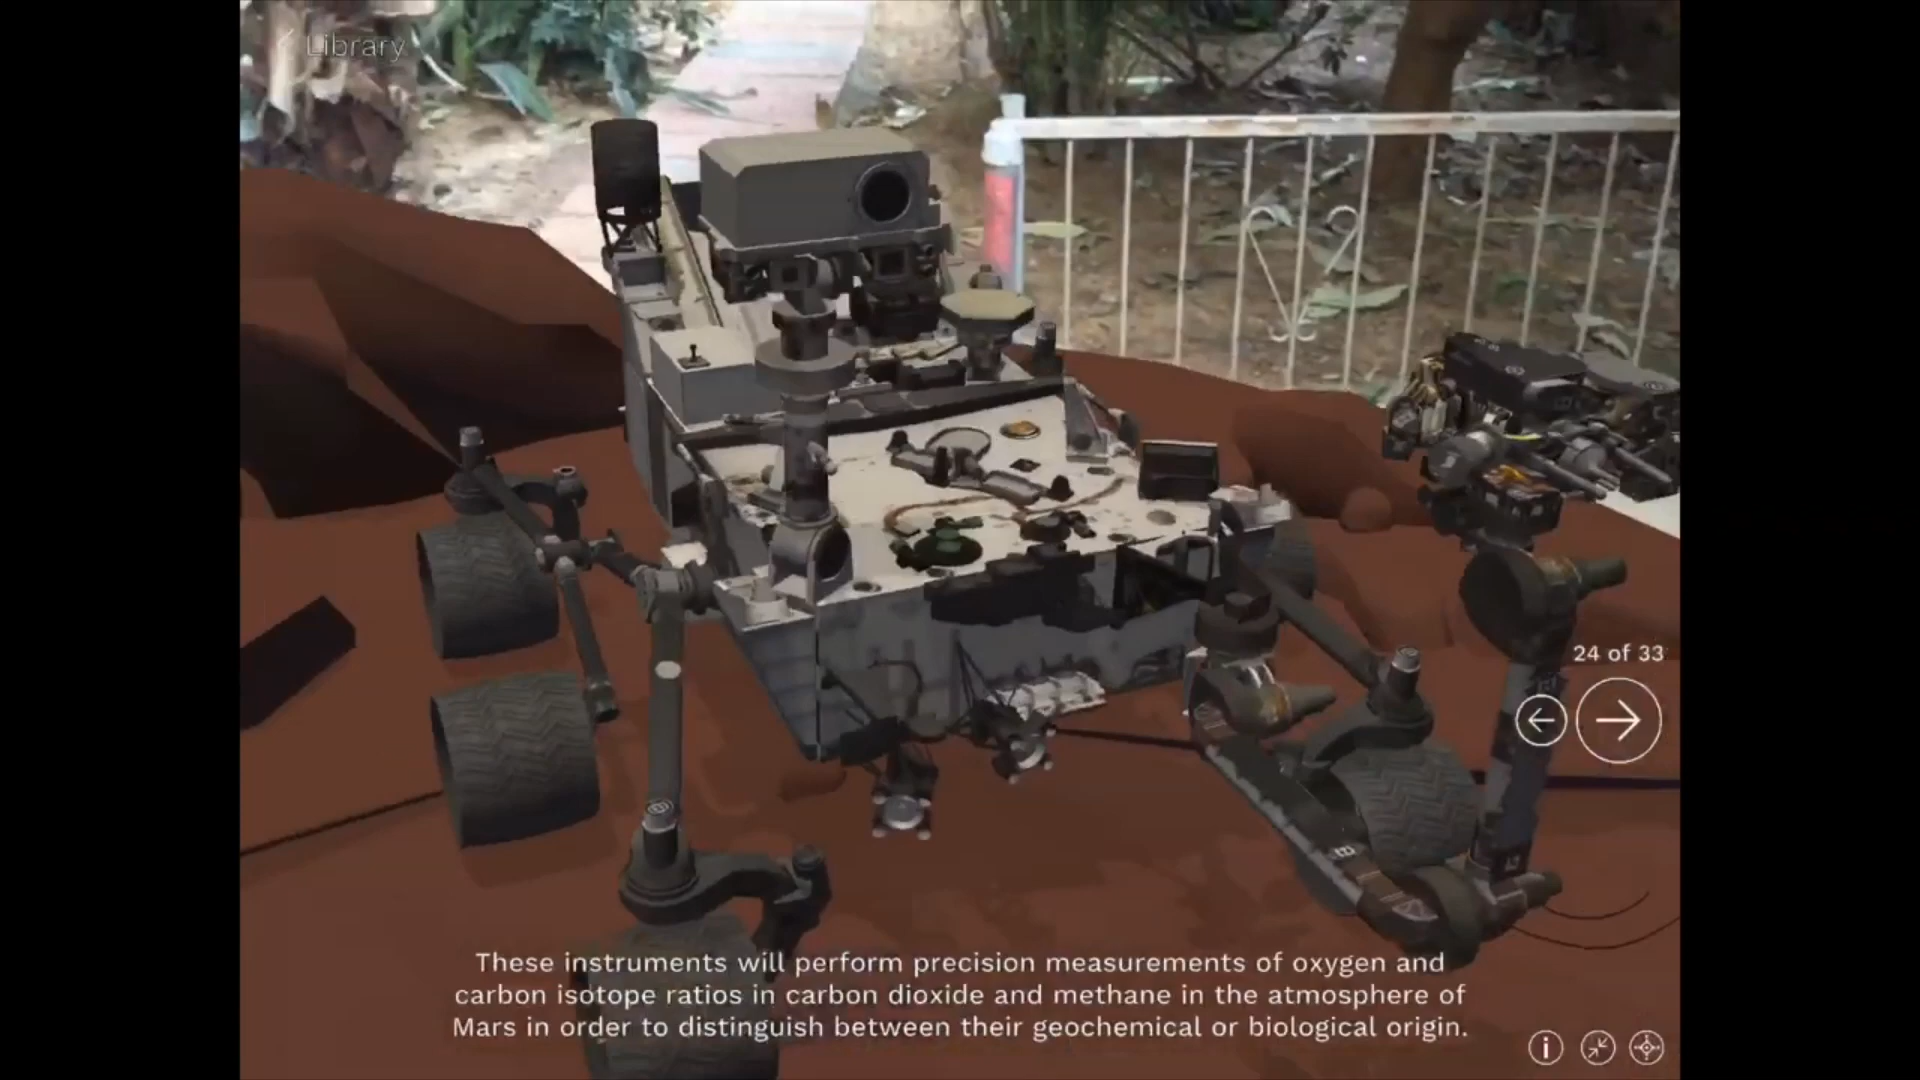 Library
24 of 33
These instruments will perform precision measurements of oxygen and
carbon isotope ratios in carbon dioxide and methane in the atmosphere of
Mars in order to distinguish between their geochemical or biological origin.